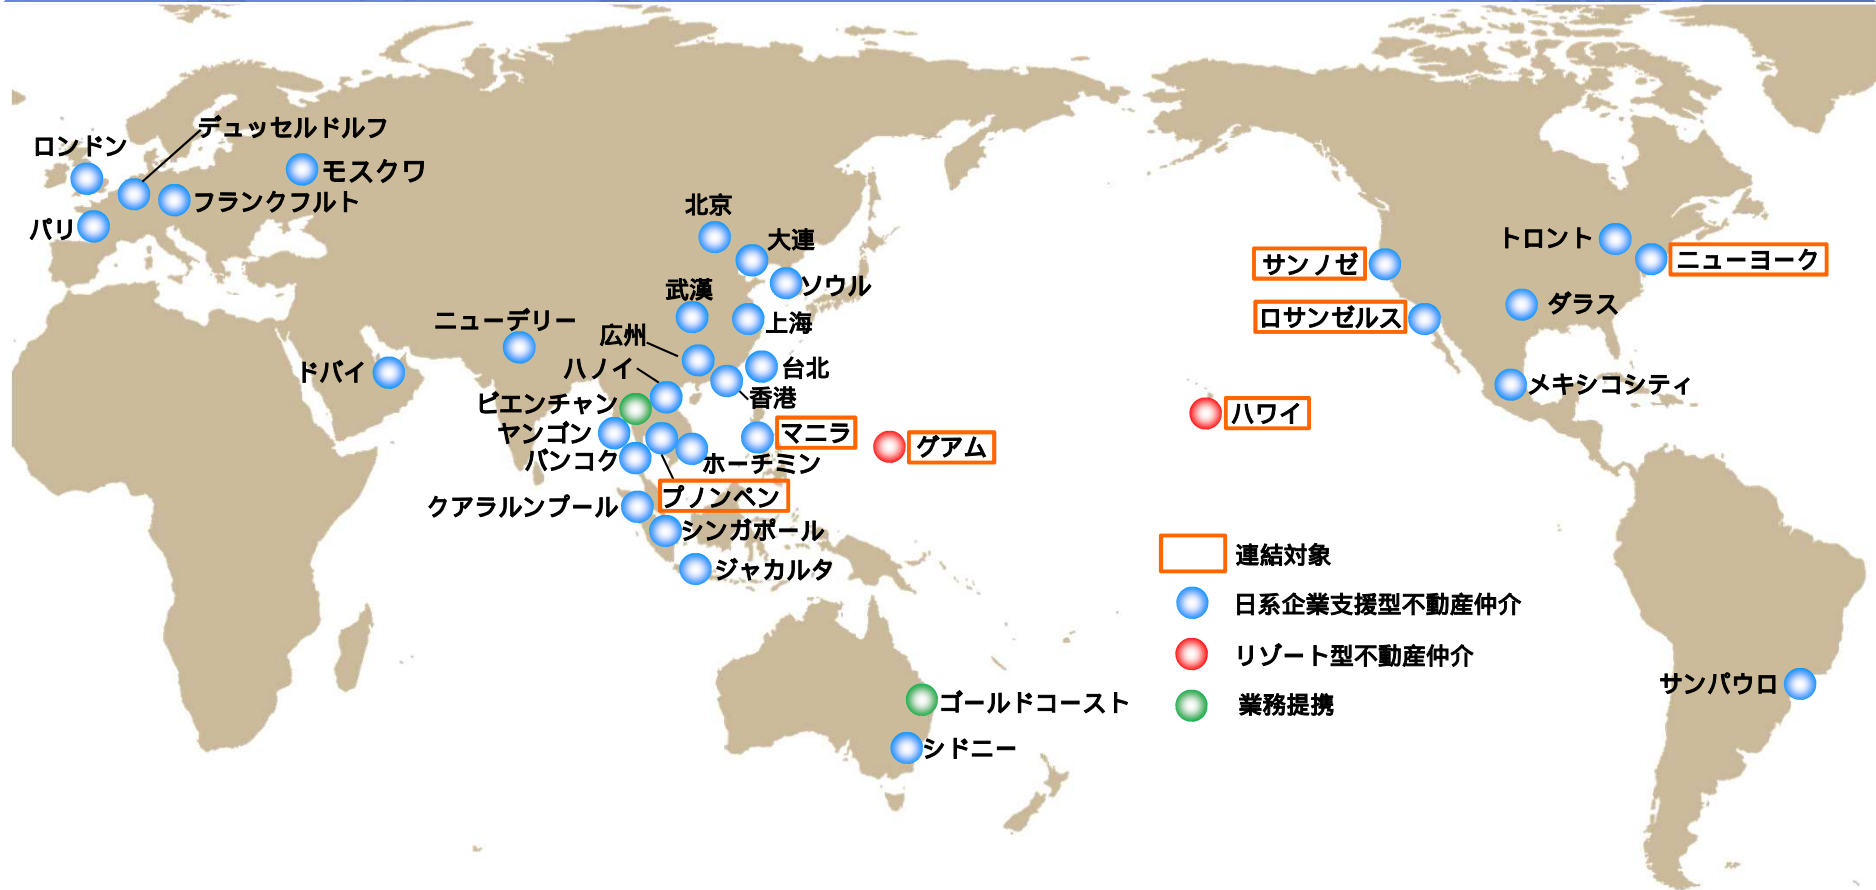 デュッセルドルフ
ロンドン
モスクワ
フランクフルト
パリ
北京
大連
ソウル
武漢
上海
ニューデリー
広州
ハノイ
台北
ドバイ
香港
ビエンチャン
ヤンゴン
マニラ
バンコク
ホーチミン
グアム
プノンペン
クアラルンプール
シンガポール
ジャカルタ
ゴールドコースト
シドニー
トロント
サンノゼ
ニューヨーク
ロサンゼルス
ダラス
メキシコシティ
ハワイ
サンパウロ
連結対象
日系企業支援型不動産仲介
リゾート型不動産仲介
業務提携